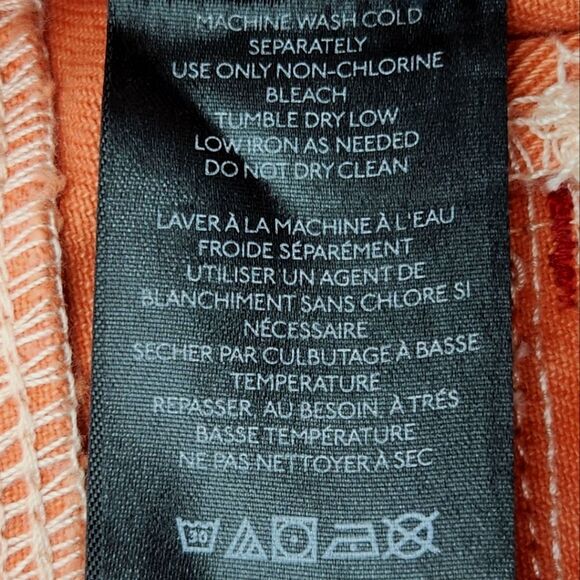 MACHINE WASH COLD
SEPARATELY
USE ONLY NON-CHLORINE
BLEACH
TUMBLE DRY LOW
LOW IRON AS NEEDED
DO NOT DRY CLEAN
LAVER À LA MACHINE À L'EAU
FROIDE SÉPARÉMENT
UTILISER UN AGENT DE
BLANCHIMENT SANS CHLORE SI
NÉCESSAIRE
SECHER PAR CULBUTAGE À BASSE
TEMPERATURE
REPASSER, AU BESOIN, À TRÉS
BASSE TEMPÉRATURE
NE PAS NETTOYER À SEC
30